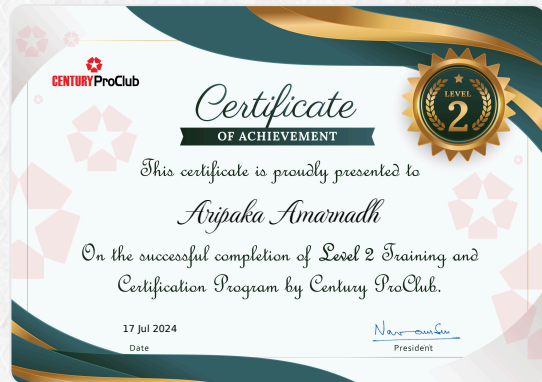 CENTURY ProClub
LEVEL
2
Certificate
OF ACHIEVEMENT
This certificate is proudly presented to
Aripaka Amarnadh
On the successful completion of Level 2 Training and
Certification Program by Century ProClub.
17 Jul 2024
Date
President